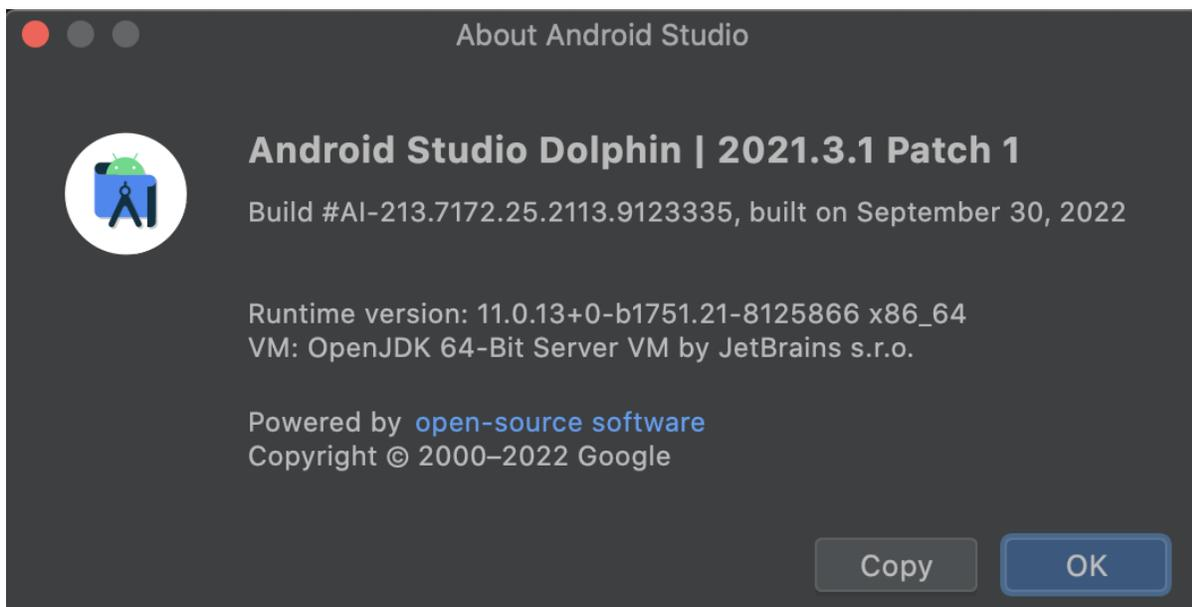 About Android Studio
Android Studio Dolphin | 2021.3.1 Patch 1
Build #AI-213.7172.25.2113.9123335, built on September 30, 2022
Runtime version: 11.0.13+0-b1751.21-8125866 x86_64
VM: OpenJDK 64-Bit Server VM by JetBrains s.r.o.
Powered by open-source software
Copyright © 2000–2022 Google
Copy OK